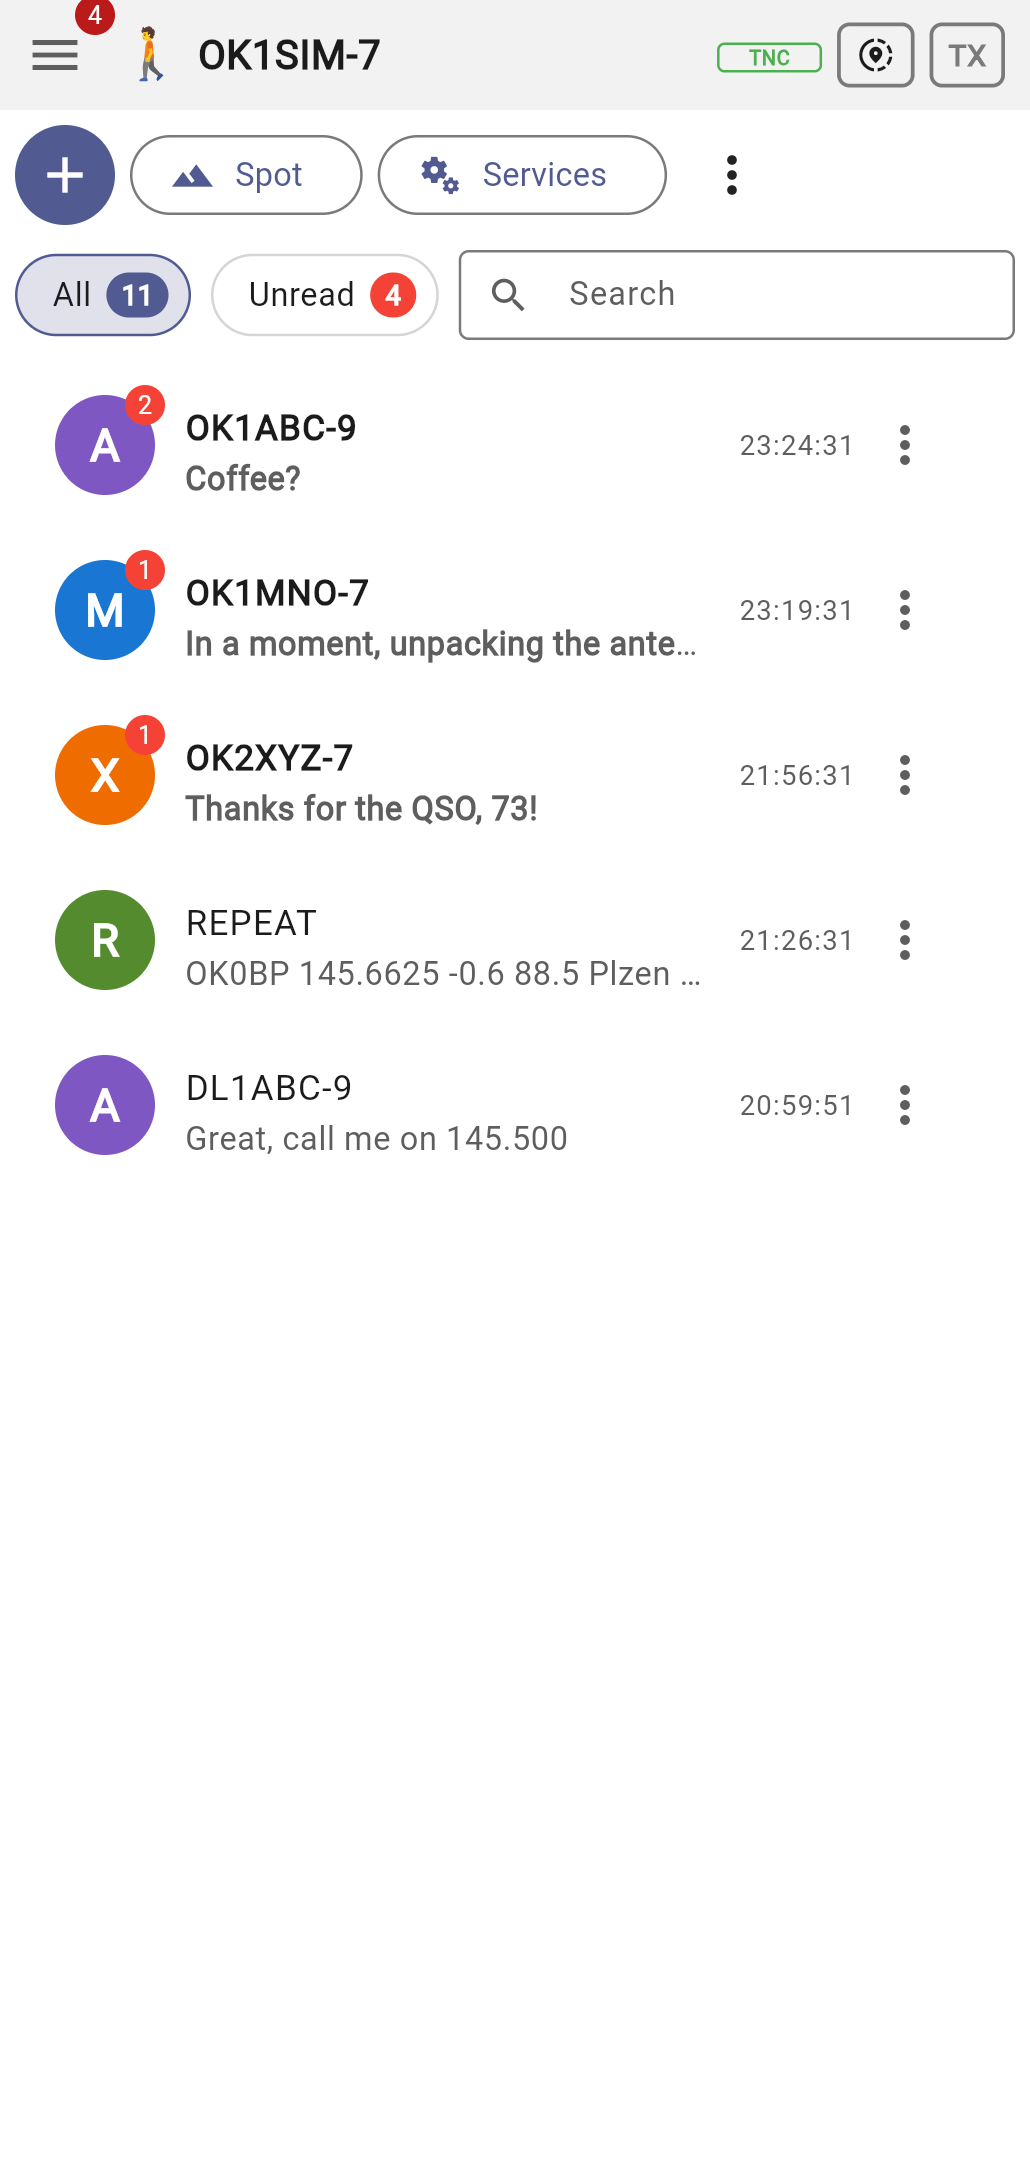 4
OK1SIM-7
TNC
TX
Spot
Services
All 11
Unread 4
Search
A
2
OK1ABC-9
Coffee?
23:24:31
M
1
OK1MNO-7
In a moment, unpacking the ante…
23:19:31
X
1
OK2XYZ-7
Thanks for the QSO, 73!
21:56:31
R
REPEAT
OK0BP 145.6625 -0.6 88.5 Plzen …
21:26:31
A
DL1ABC-9
Great, call me on 145.500
20:59:51